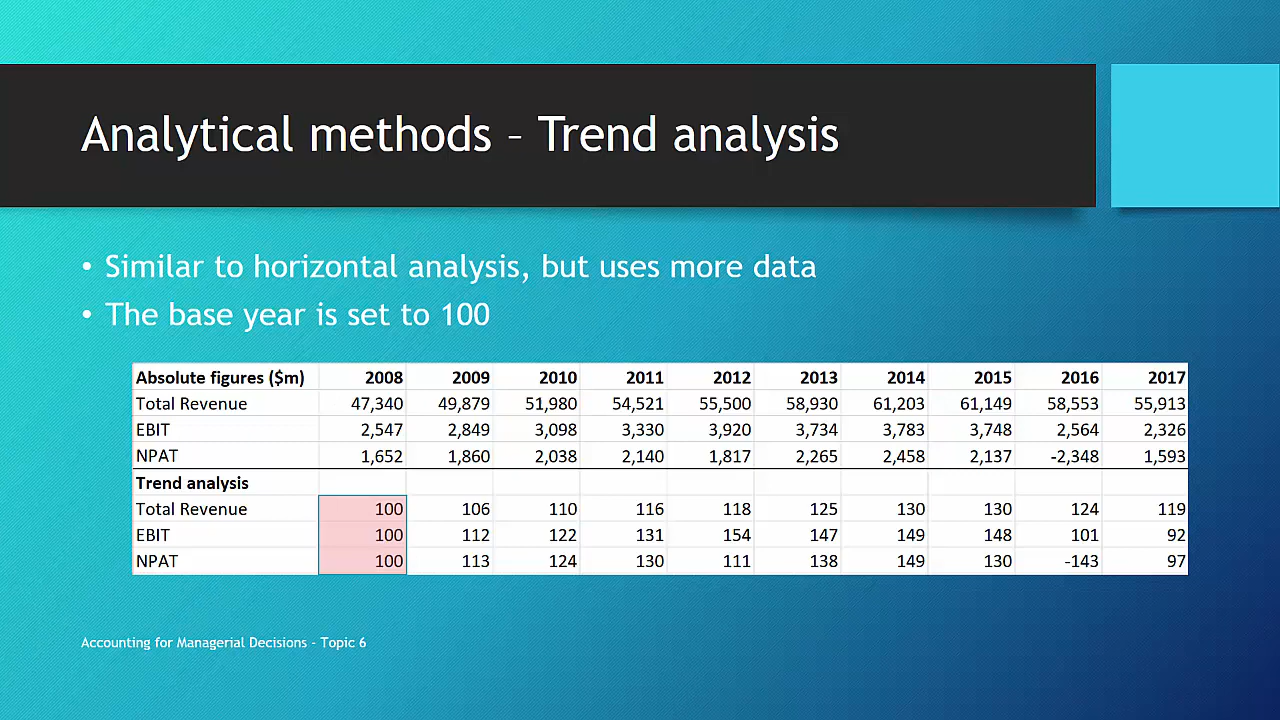 Analytical methods – Trend analysis
• Similar to horizontal analysis, but uses more data
• The base year is set to 100
Absolute figures ($m) 2008 2009 2010 2011 2012 2013 2014 2015 2016 2017
Total Revenue 47,340 49,879 51,980 54,521 55,500 58,930 61,203 61,149 58,553 55,913
EBIT 2,547 2,849 3,098 3,330 3,920 3,734 3,783 3,748 2,564 2,326
NPAT 1,652 1,860 2,038 2,140 1,817 2,265 2,458 2,137 -2,348 1,593
Trend analysis
Total Revenue 100 106 110 116 118 125 130 130 124 119
EBIT 100 112 122 131 154 147 149 148 101 92
NPAT 100 113 124 130 111 138 149 130 -143 97
Accounting for Managerial Decisions - Topic 6